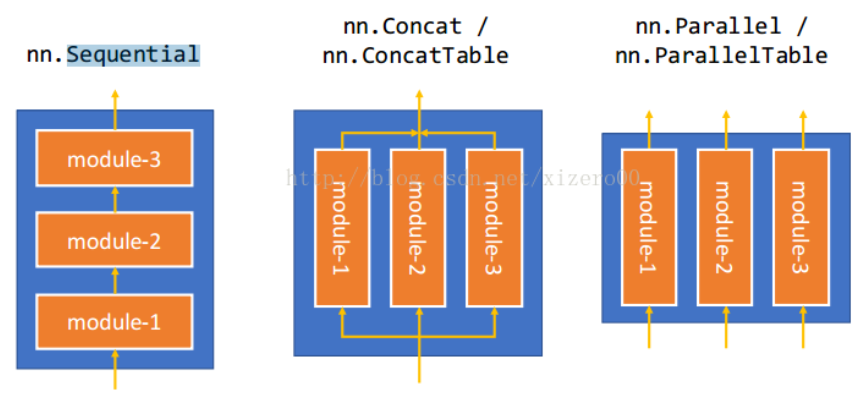 nn.Sequential
module-3
module-2
module-1
nn.Concat /
nn.ConcatTable
module-1
module-2
module-3
nn.Parallel /
nn.ParallelTable
module-1
module-2
module-3
http://blog.csdn.net/xizero00